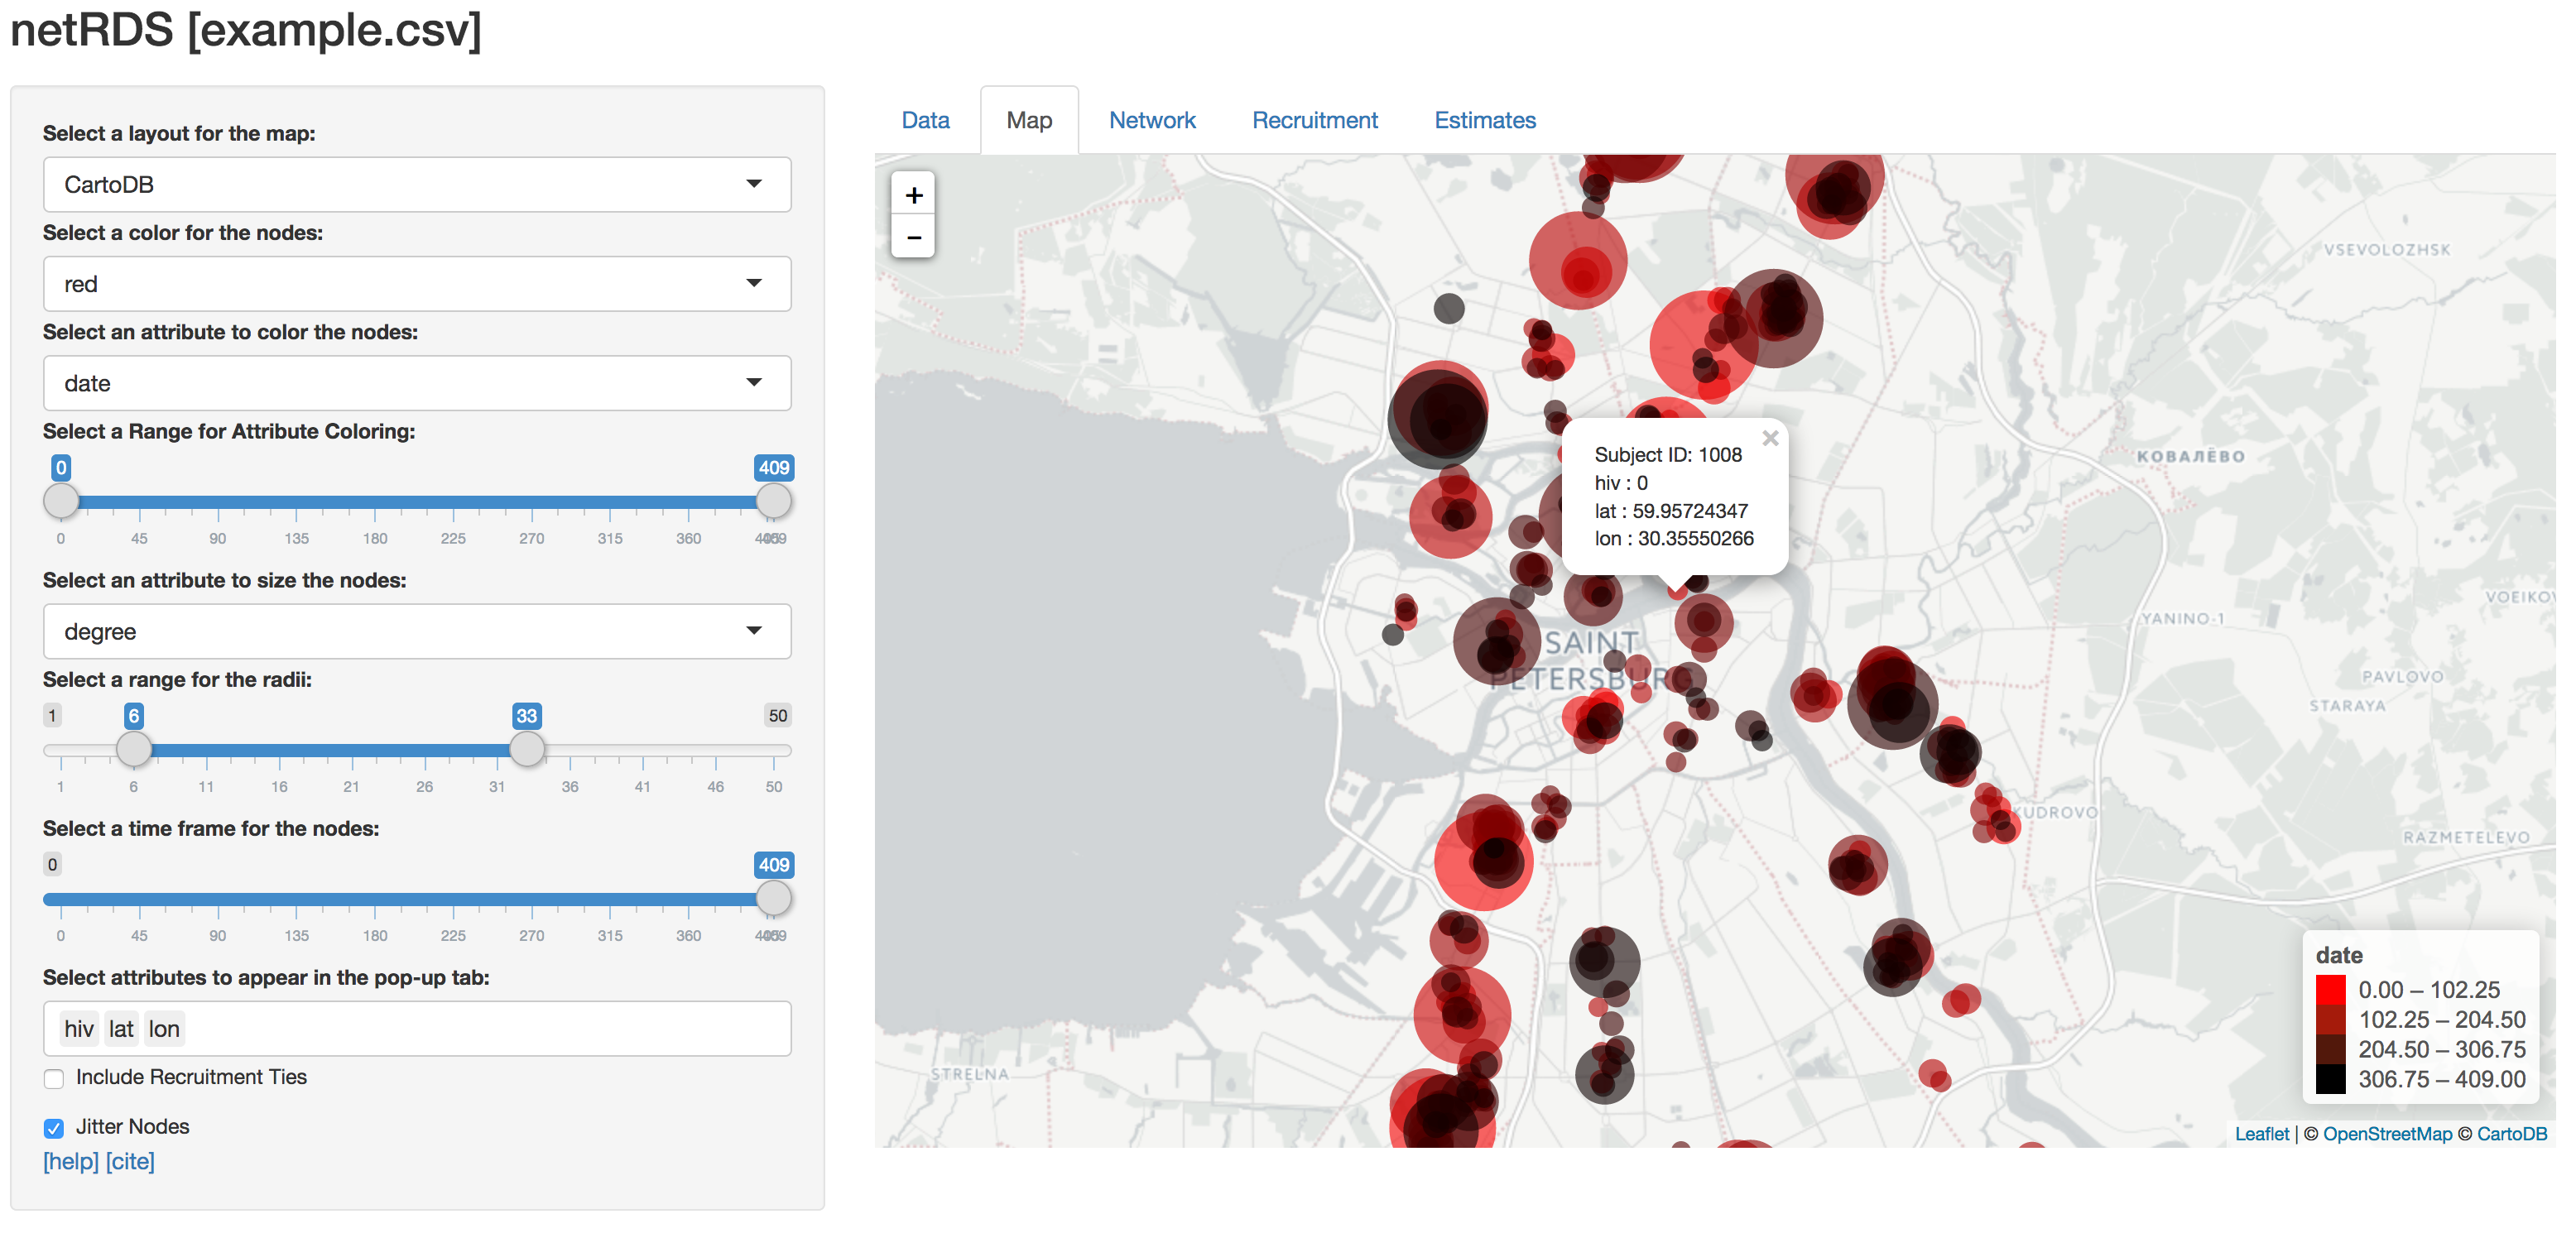 netRDS [example.csv]
Select a layout for the map:
CartoDB
Select a color for the nodes:
red
Select an attribute to color the nodes:
date
Select a Range for Attribute Coloring:
0 409
0 45 90 135 180 225 270 315 360 409
Select an attribute to size the nodes:
degree
Select a range for the radii:
1 6 33 50
1 6 11 16 21 26 31 36 41 46 50
Select a time frame for the nodes:
0 409
0 45 90 135 180 225 270 315 360 409
Select attributes to appear in the pop-up tab:
hiv lat lon
Include Recruitment Ties
Jitter Nodes
[help] [cite]
Data Map Network Recruitment Estimates
+
−
VSEVOLOZHSK
КОВАЛЁВО
Subject ID: 1008
hiv : 0
lat : 59.95724347
lon : 30.35550266
VOEIKOV
YANINO-1
SAINT
PETERSBUR
PAVLOVO
STARAYA
KUDROVO
RAZMETELEVO
STRELNA
date
0.00 – 102.25
102.25 – 204.50
204.50 – 306.75
306.75 – 409.00
Leaflet | © OpenStreetMap © CartoDB